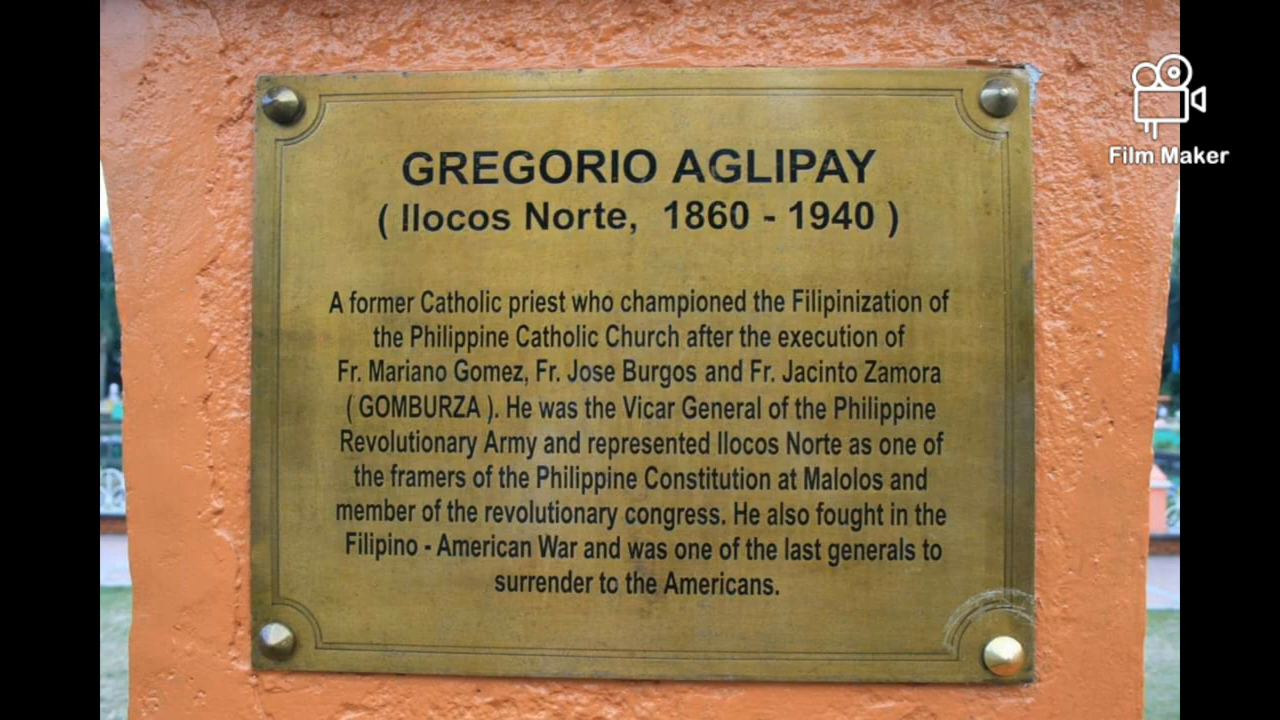 GREGORIO AGLIPAY
( Ilocos Norte, 1860 - 1940 )
A former Catholic priest who championed the Filipinization of
the Philippine Catholic Church after the execution of
Fr. Mariano Gomez, Fr. Jose Burgos and Fr. Jacinto Zamora
( GOMBURZA ). He was the Vicar General of the Philippine
Revolutionary Army and represented Ilocos Norte as one of
the framers of the Philippine Constitution at Malolos and
member of the revolutionary congress. He also fought in the
Filipino - American War and was one of the last generals to
surrender to the Americans.
Film Maker